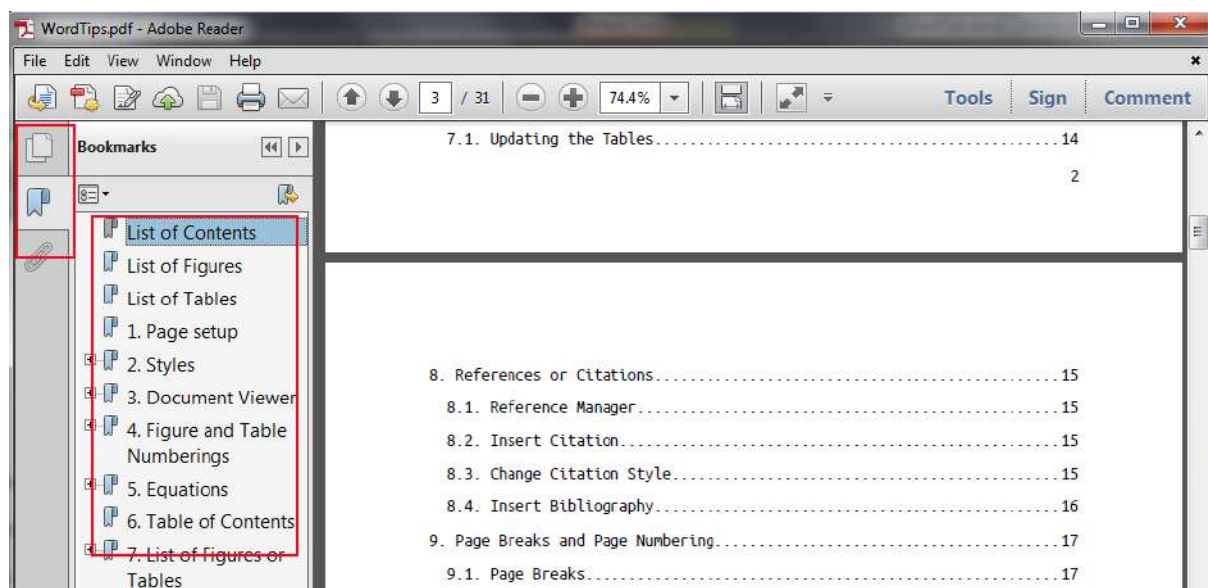 WordTips.pdf - Adobe Reader
File Edit View Window Help
3 / 31 74.4% Tools Sign Comment
Bookmarks
List of Contents
List of Figures
List of Tables
1. Page setup
2. Styles
3. Document Viewer
4. Figure and Table
Numberings
5. Equations
6. Table of Contents
7. List of Figures or
Tables
7.1. Updating the Tables..................................................14
2
8. References or Citations..................................................15
8.1. Reference Manager..................................................15
8.2. Insert Citation..................................................15
8.3. Change Citation Style..................................................15
8.4. Insert Bibliography..................................................16
9. Page Breaks and Page Numbering..................................................17
9.1. Page Breaks..................................................17